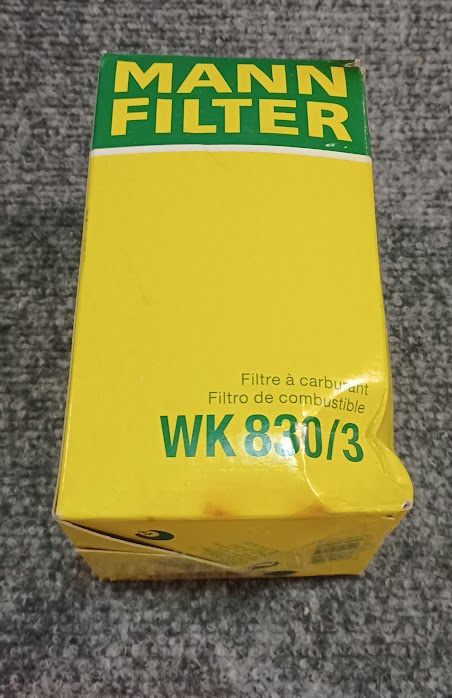 MANN
FILTER
Filtre à carburant
Filtro de combustible
WK 830/3